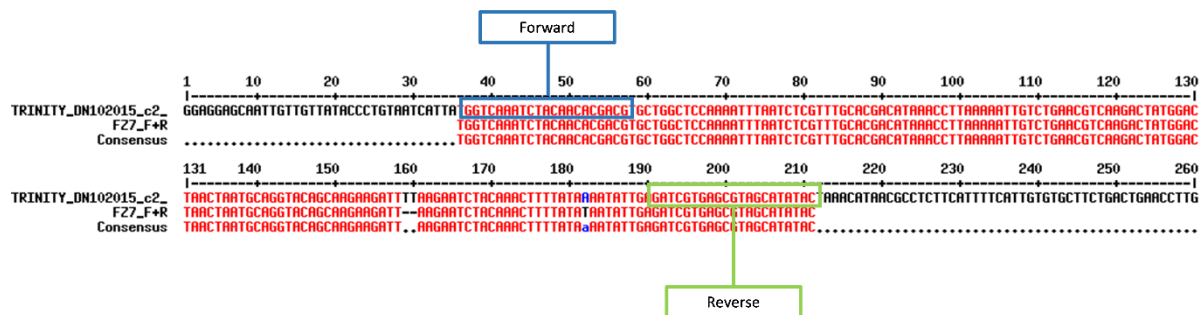 Forward
1 10 20 30 40 50 60 70 80 90 100 110 120 130
TRINITY_DN102015_c2_ GGAGGAGCAATTGTTGTTATACCCTGTAATCATTATGGTCAAATCTACAACACGACGTGCTGGCTCCAAAATTTAATCTCGTTTGCACGACATAAACCTTAAAAATTGTCTGAACGTCAAGACTATGGAC
FZ7_F+R TGGTCAAATCTACAACACGACGTGCTGGCTCCAAAATTTAATCTCGTTTGCACGACATAAACCTTAAAAATTGTCTGAACGTCAAGACTATGGAC
Consensus ...................................TGGTCAAATCTACAACACGACGTGCTGGCTCCAAAATTTAATCTCGTTTGCACGACATAAACCTTAAAAATTGTCTGAACGTCAAGACTATGGAC
131 140 150 160 170 180 190 200 210 220 230 240 250 260
TRINITY_DN102015_c2_ TAACTAATGCAGGTACAGCAAGAAGATTTTAAGAATCTACAAACTTTTATAAAATATTGAGATCGTGAGCGTAGCATATACAAAACATAACGCCTCTTCATTTTCATTGTGTGCTTCTGACTGAACCTTG
FZ7_F+R TAACTAATGCAGGTACAGCAAGAAGATT--AAGAATCTACAAACTTTTATATAATATTGAGATCGTGAGCGTAGCATATAC
Consensus TAACTAATGCAGGTACAGCAAGAAGATT..AAGAATCTACAAACTTTTATAaAATATTGAGATCGTGAGCGTAGCATATAC.................................................
Reverse